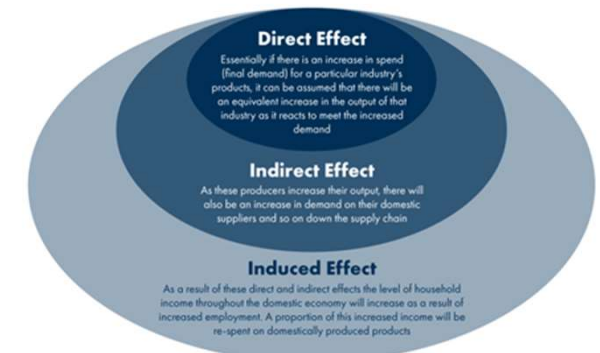 Direct Effect
Essentially if there is an increase in spend
(final demand) for a particular industry's
products, it can be assumed that there will be
an equivalent increase in the output of that
industry as it reacts to meet the increased
demand
Indirect Effect
As these producers increase their output, there will
also be an increase in demand on their domestic
suppliers and so on down the supply chain
Induced Effect
As a result of these direct and indirect effects the level of household
income throughout the domestic economy will increase as a result of
increased employment. A proportion of this increased income will be
re-spent on domestically produced products